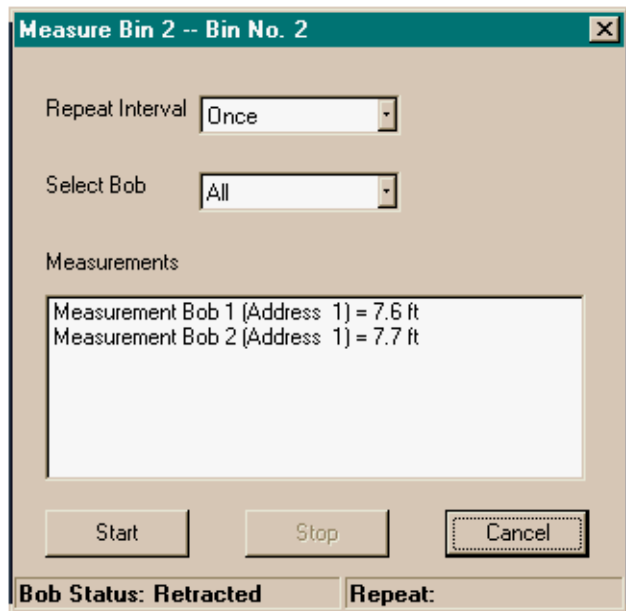 Measure Bin 2 -- Bin No. 2
Repeat Interval Once
Select Bob All
Measurements
Measurement Bob 1 (Address  1) = 7.6 ft
Measurement Bob 2 (Address  1) = 7.7 ft
Start Stop Cancel
Bob Status: Retracted Repeat: